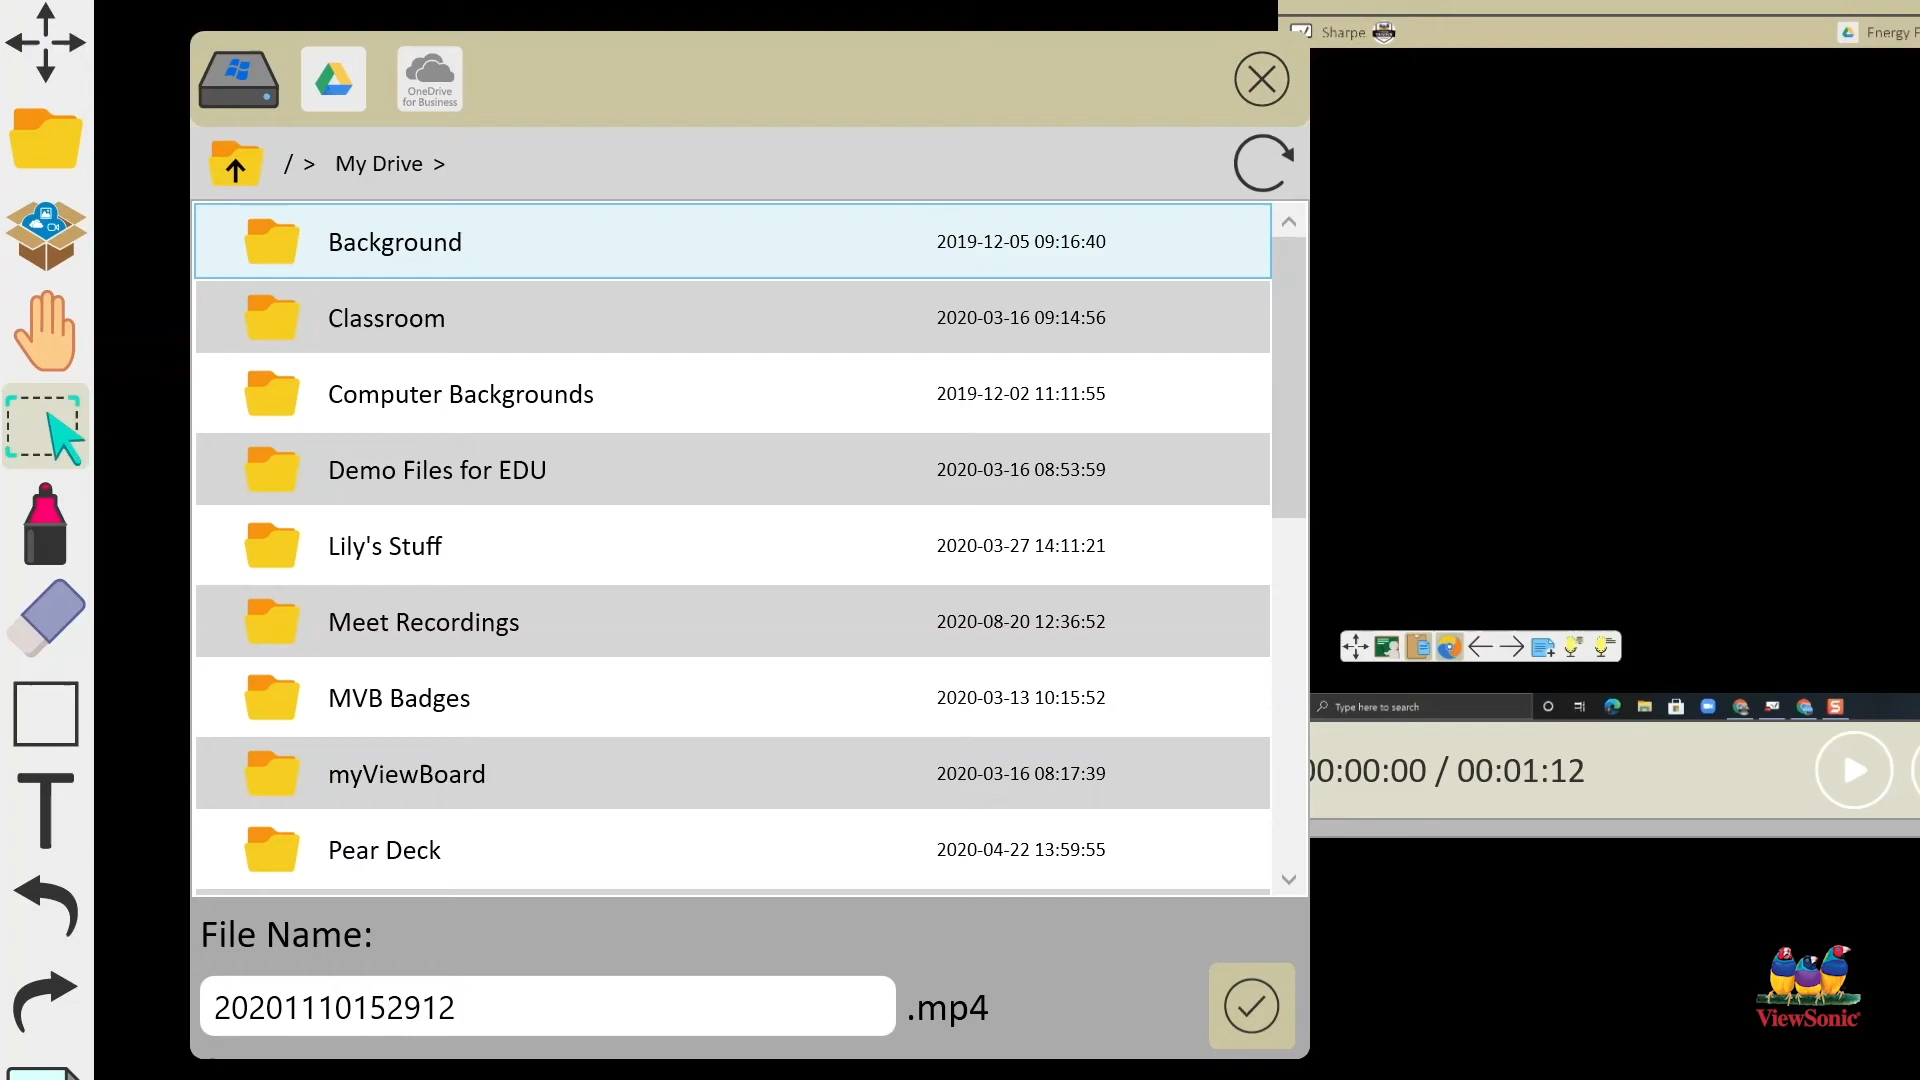 Sharpe
Energy F
OneDrive
for Business
/ > My Drive >
Background 2019-12-05 09:16:40
Classroom 2020-03-16 09:14:56
Computer Backgrounds 2019-12-02 11:11:55
Demo Files for EDU 2020-03-16 08:53:59
Lily's Stuff 2020-03-27 14:11:21
Meet Recordings 2020-08-20 12:36:52
MVB Badges 2020-03-13 10:15:52
myViewBoard 2020-03-16 08:17:39
Pear Deck 2020-04-22 13:59:55
File Name:
20201110152912 .mp4
Type here to search
00:00:00 / 00:01:12
ViewSonic